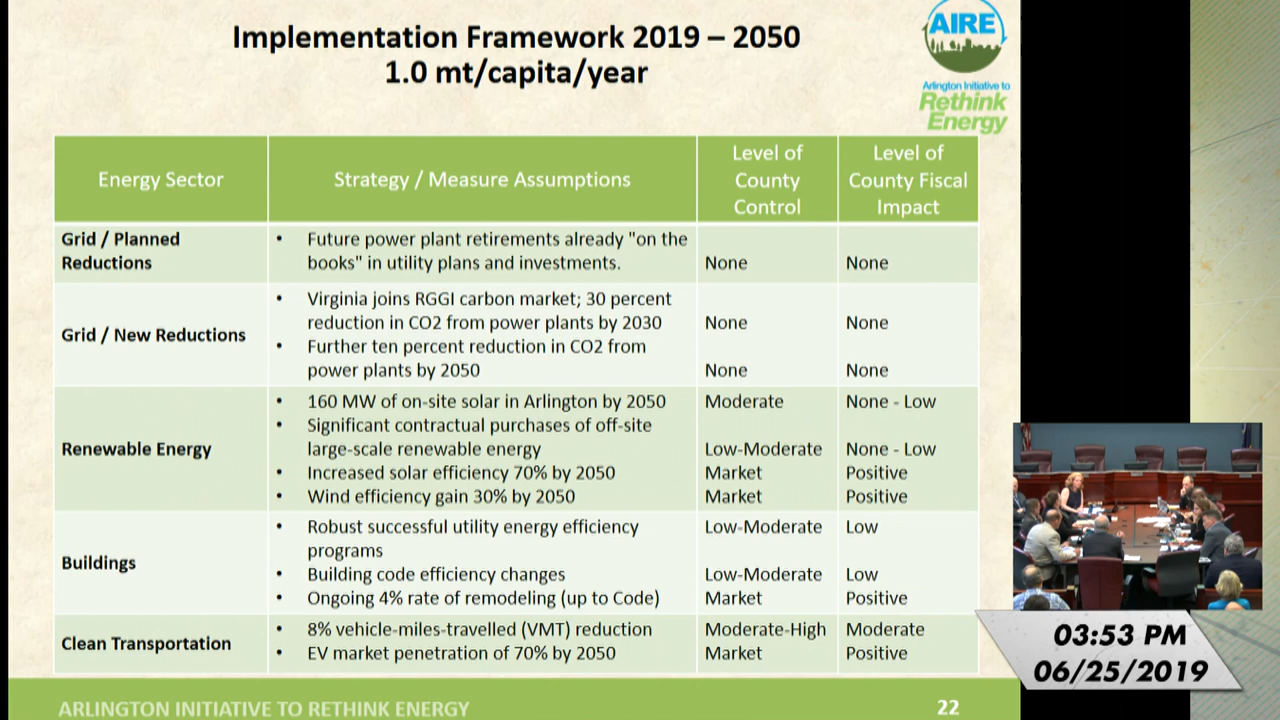 Implementation Framework 2019 – 2050
1.0 mt/capita/year
AIRE
Arlington Initiative to
Rethink
Energy
Energy Sector
Strategy / Measure Assumptions
Level of
County
Control
Level of
County Fiscal
Impact
Grid / Planned
Reductions
• Future power plant retirements already "on the
books" in utility plans and investments.
None
None
Grid / New Reductions
• Virginia joins RGGI carbon market; 30 percent
reduction in CO2 from power plants by 2030
None
None
• Further ten percent reduction in CO2 from
power plants by 2050
None
None
Renewable Energy
• 160 MW of on-site solar in Arlington by 2050
Moderate
None - Low
• Significant contractual purchases of off-site
large-scale renewable energy
Low-Moderate
None - Low
• Increased solar efficiency 70% by 2050
Market
Positive
• Wind efficiency gain 30% by 2050
Market
Positive
Buildings
• Robust successful utility energy efficiency
programs
Low-Moderate
Low
• Building code efficiency changes
Low-Moderate
Low
• Ongoing 4% rate of remodeling (up to Code)
Market
Positive
Clean Transportation
• 8% vehicle-miles-travelled (VMT) reduction
Moderate-High
Moderate
• EV market penetration of 70% by 2050
Market
Positive
ARLINGTON INITIATIVE TO RETHINK ENERGY
22
03:53 PM
06/25/2019